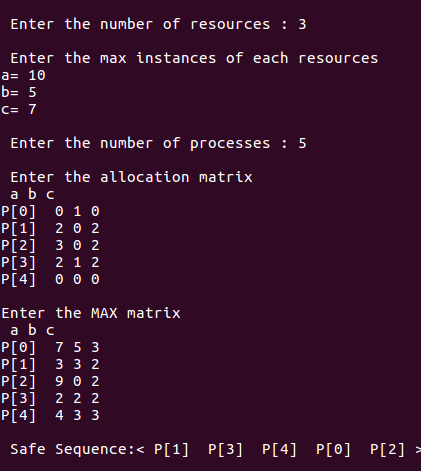 Enter the number of resources : 3
Enter the max instances of each resources
a= 10
b= 5
c= 7
Enter the number of processes : 5
Enter the allocation matrix
a b c
P[0] 0 1 0
P[1] 2 0 2
P[2] 3 0 2
P[3] 2 1 2
P[4] 0 0 0
Enter the MAX matrix
a b c
P[0] 7 5 3
P[1] 3 3 2
P[2] 9 0 2
P[3] 2 2 2
P[4] 4 3 3
Safe Sequence:< P[1] P[3] P[4] P[0] P[2] >